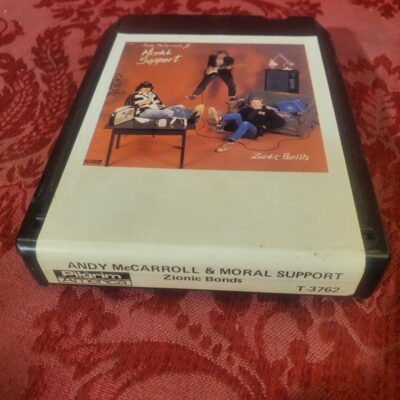 Andy McCarroll &
Moral
Support
Zionic Bonds
ANDY McCARROLL & MORAL SUPPORT
Pilgrim
America
Zionic Bonds
T-3762